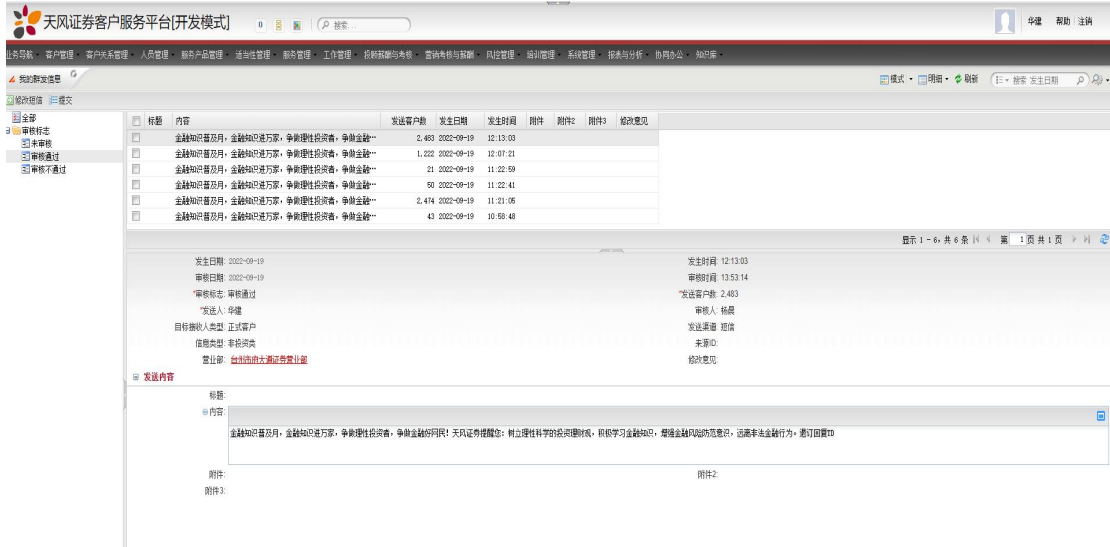 天风证券客户服务平台[开发模式] 0 搜索... 华建 帮助 注销
业务导航 客户管理 客户关系管理 人员管理 服务产品管理 适当性管理 服务管理 工作管理 投顾薪酬与考核 营销考核与薪酬 风控管理 培训管理 系统管理 报表与分析 协同办公 知识库
我的群发信息 模式 明细 刷新 搜索 发生日期
修改短信 提交
全部
审核标志
未审核
审核通过
审核不通过
标题 内容 发送客户数 发生日期 发生时间 附件 附件2 附件3 修改意见
金融知识普及月，金融知识进万家，争做理性投资者，争做金融… 2,483 2022-09-19 12:13:03
金融知识普及月，金融知识进万家，争做理性投资者，争做金融… 1,222 2022-09-19 12:07:21
金融知识普及月，金融知识进万家，争做理性投资者，争做金融… 21 2022-09-19 11:22:59
金融知识普及月，金融知识进万家，争做理性投资者，争做金融… 50 2022-09-19 11:22:41
金融知识普及月，金融知识进万家，争做理性投资者，争做金融… 2,474 2022-09-19 11:21:05
金融知识普及月，金融知识进万家，争做理性投资者，争做金融… 43 2022-09-19 10:58:48
显示 1 - 6，共 6 条 第 1 页 共 1 页
发生日期: 2022-09-19 发生时间: 12:13:03
审核日期: 2022-09-19 审核时间: 13:53:14
*审核标志: 审核通过 *发送客户数: 2,483
*发送人: 华建 审核人: 杨晨
目标接收人类型: 正式客户 发送渠道: 短信
信息类型: 非投资类 来源ID:
营业部: 台州市府大道证券营业部 修改意见:
发送内容
标题:
内容:
金融知识普及月，金融知识进万家，争做理性投资者，争做金融好网民！天风证券提醒您：树立理性科学的投资理财观，积极学习金融知识，增强金融风险防范意识，远离非法金融行为。退订回复TD
附件: 附件2:
附件3: